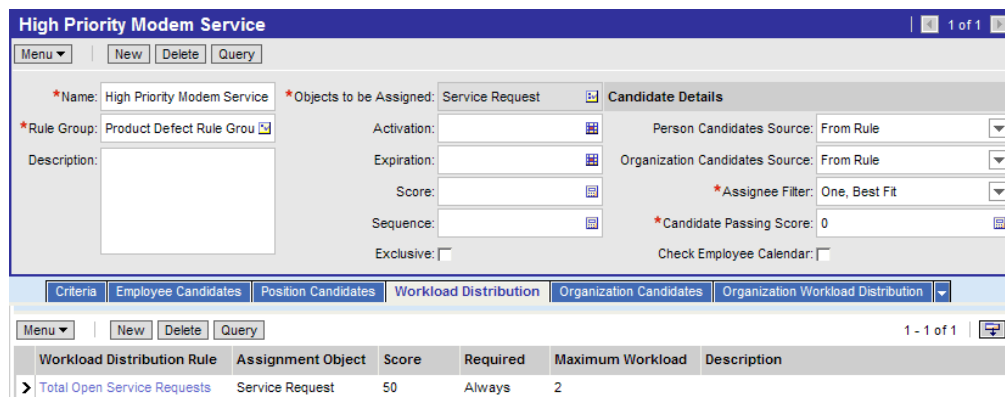 High Priority Modem Service
1 of 1
Menu New Delete Query
*Name: High Priority Modem Service *Objects to be Assigned: Service Request Candidate Details
*Rule Group: Product Defect Rule Grou Activation: Person Candidates Source: From Rule
Description: Expiration: Organization Candidates Source: From Rule
Score: *Assignee Filter: One, Best Fit
Sequence: *Candidate Passing Score: 0
Exclusive: Check Employee Calendar:
Criteria Employee Candidates Position Candidates Workload Distribution Organization Candidates Organization Workload Distribution
Menu New Delete Query 1 - 1 of 1
Workload Distribution Rule Assignment Object Score Required Maximum Workload Description
Total Open Service Requests Service Request 50 Always 2